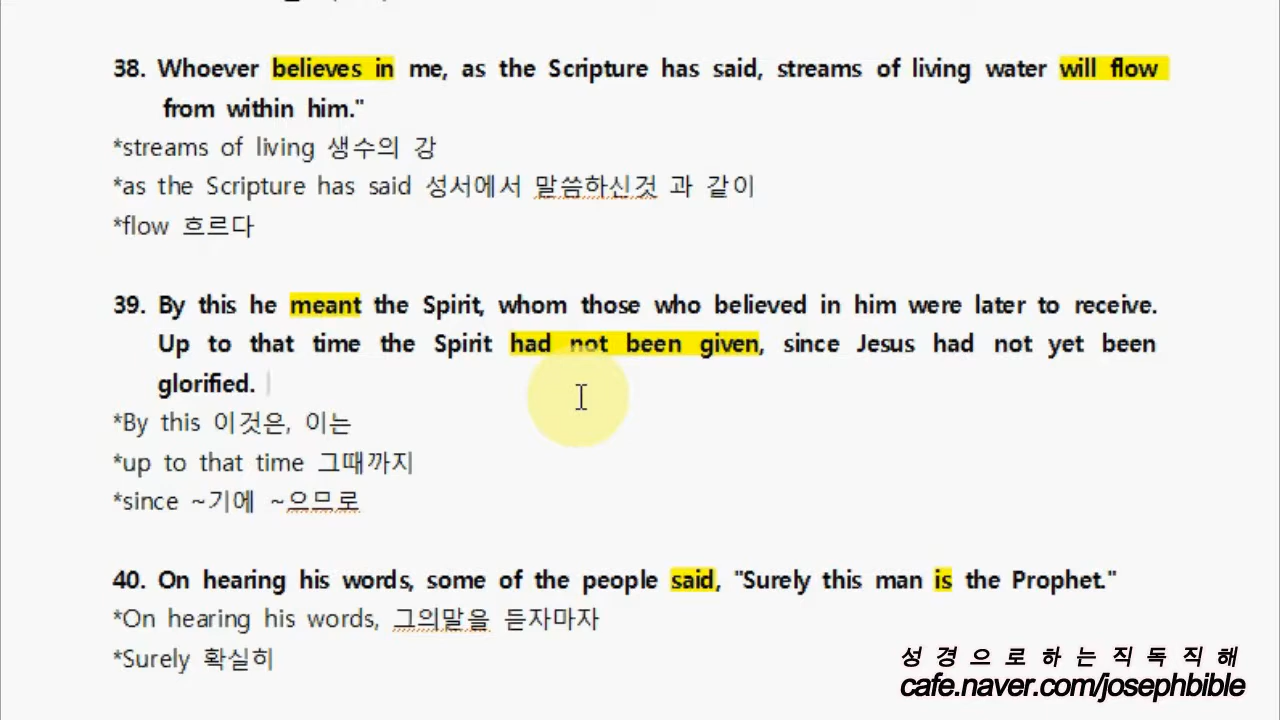 38. Whoever believes in me, as the Scripture has said, streams of living water will flow
from within him."
*streams of living 생수의 강
*as the Scripture has said 성서에서 말씀하신것 과 같이
*flow 흐르다
39. By this he meant the Spirit, whom those who believed in him were later to receive.
Up to that time the Spirit had not been given, since Jesus had not yet been
glorified.
*By this 이것은, 이는
*up to that time 그때까지
*since ~기에 ~으므로
40. On hearing his words, some of the people said, "Surely this man is the Prophet."
*On hearing his words, 그의말을 듣자마자
*Surely 확실히
성경으로하는직독직해
cafe.naver.com/josephbible